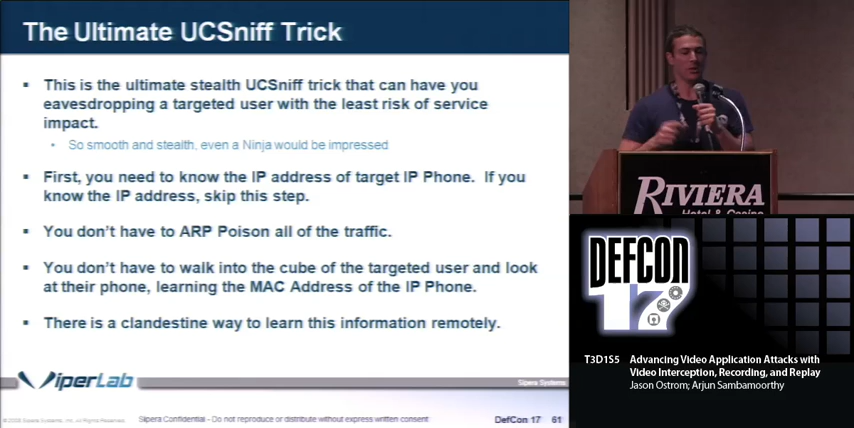 The Ultimate UCSniff Trick
This is the ultimate stealth UCSniff trick that can have you
eavesdropping a targeted user with the least risk of service
impact.
So smooth and stealth, even a Ninja would be impressed
First, you need to know the IP address of target IP Phone. If you
know the IP address, skip this step.
You don't have to ARP Poison all of the traffic.
You don't have to walk into the cube of the targeted user and look
at their phone, learning the MAC Address of the IP Phone.
There is a clandestine way to learn this information remotely.
ViperLab
Sipera Systems
Sipera Confidential - Do not reproduce or distribute without express written consent
DefCon 17 61
RIVIERA
Hotel & Casino
DEFCON
17
T3D1S5 Advancing Video Application Attacks with
Video Interception, Recording, and Replay
Jason Ostrom; Arjun Sambamoorthy